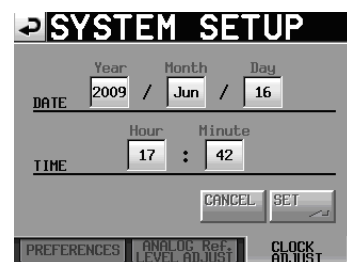 SYSTEM SETUP
Year Month Day
DATE 2009 / Jun / 16
Hour Minute
TIME 17 : 42
CANCEL SET
PREFERENCES ANALOG Ref. LEVEL ADJUST CLOCK ADJUST